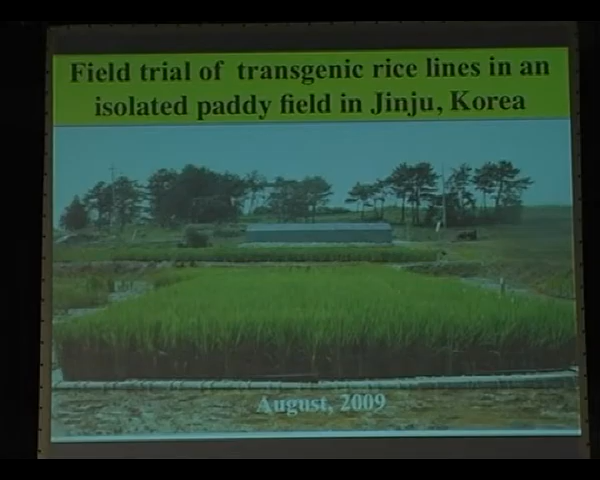 Field trial of transgenic rice lines in an
isolated paddy field in Jinju, Korea
August, 2009